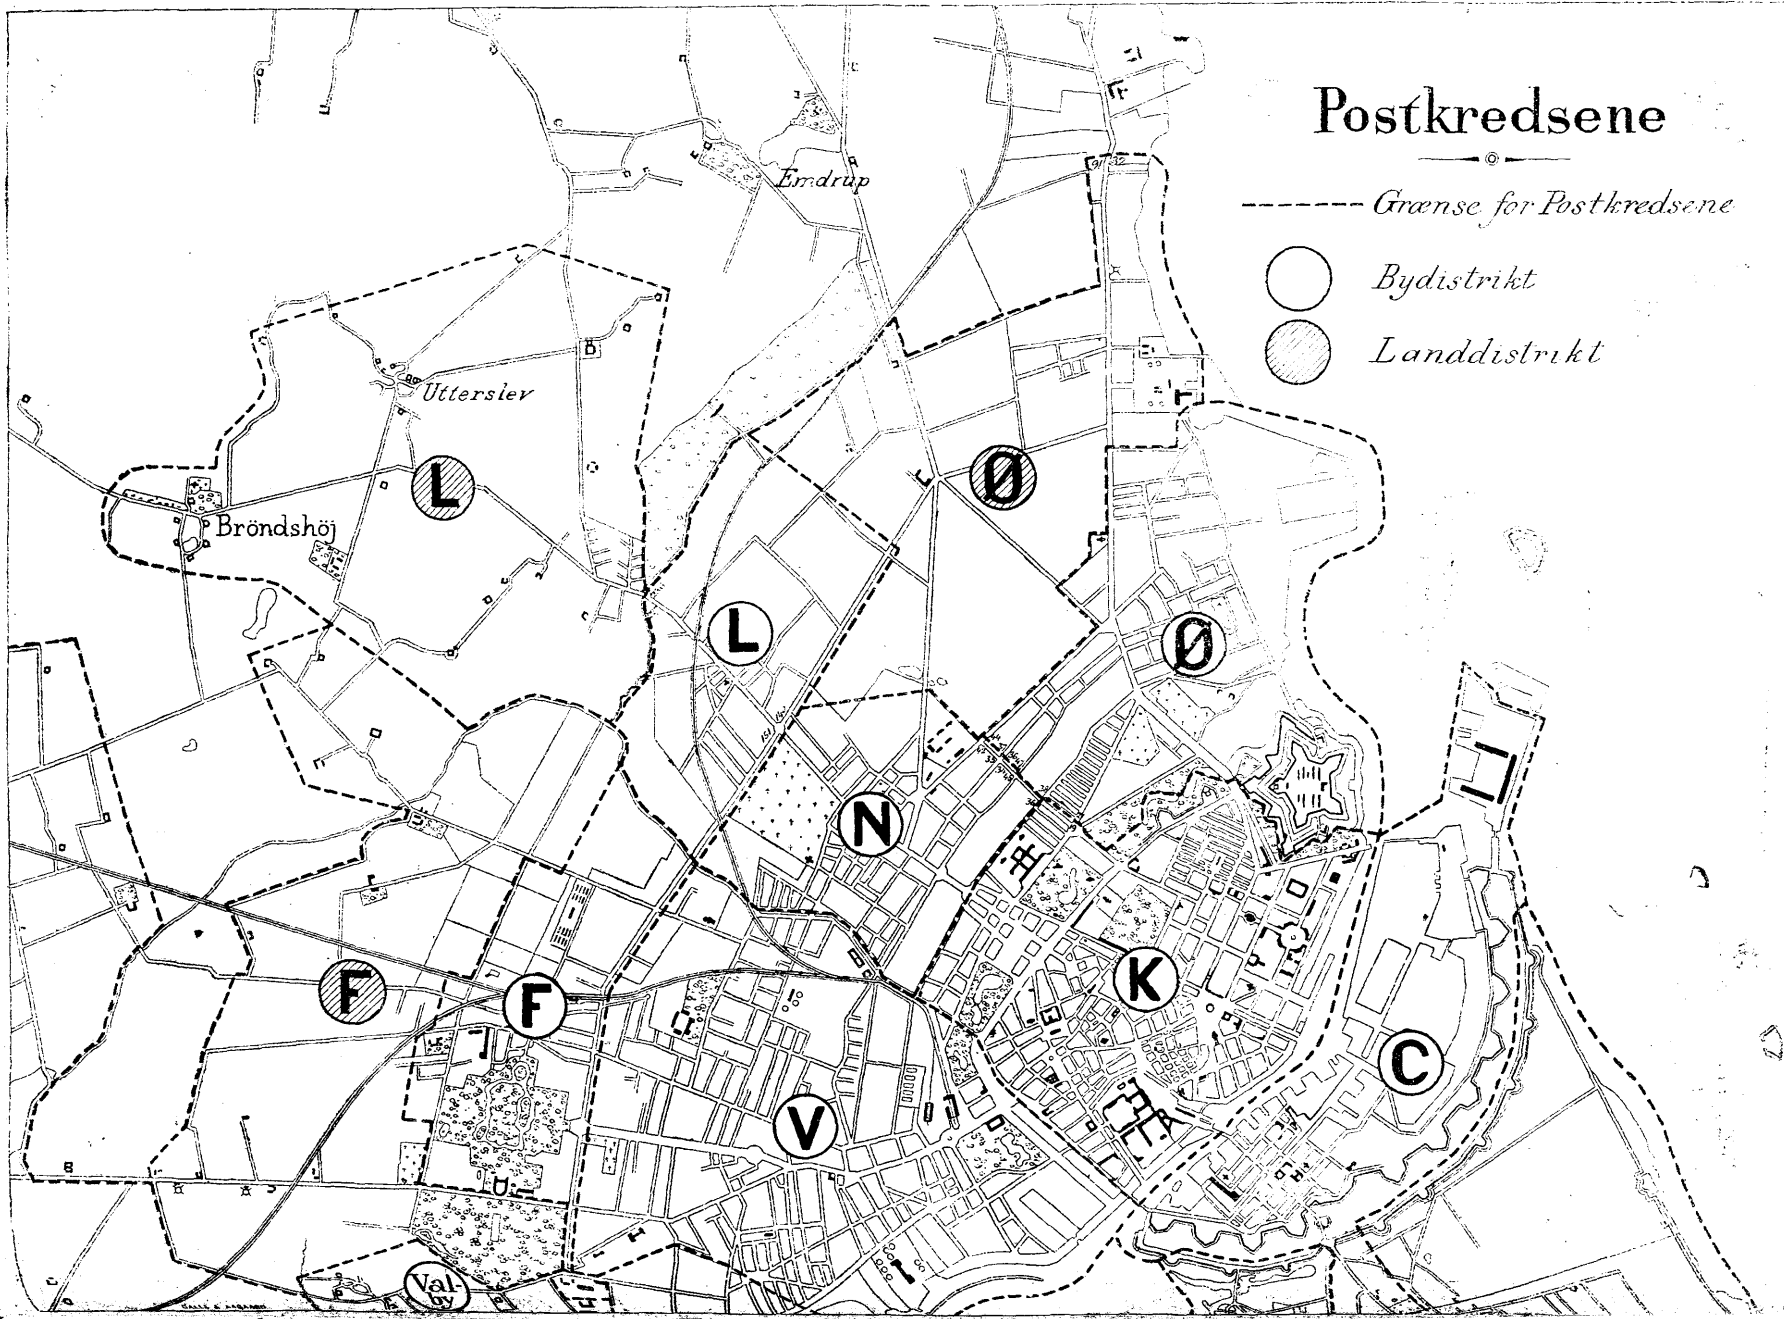 Postkredsene
Grænse for Postkredsene
Bydistrikt
Landdistrikt
Emdrup
Utterslev
L
Ø
Bröndshöj
L
Ø
N
F
F
K
C
V
Val-
by